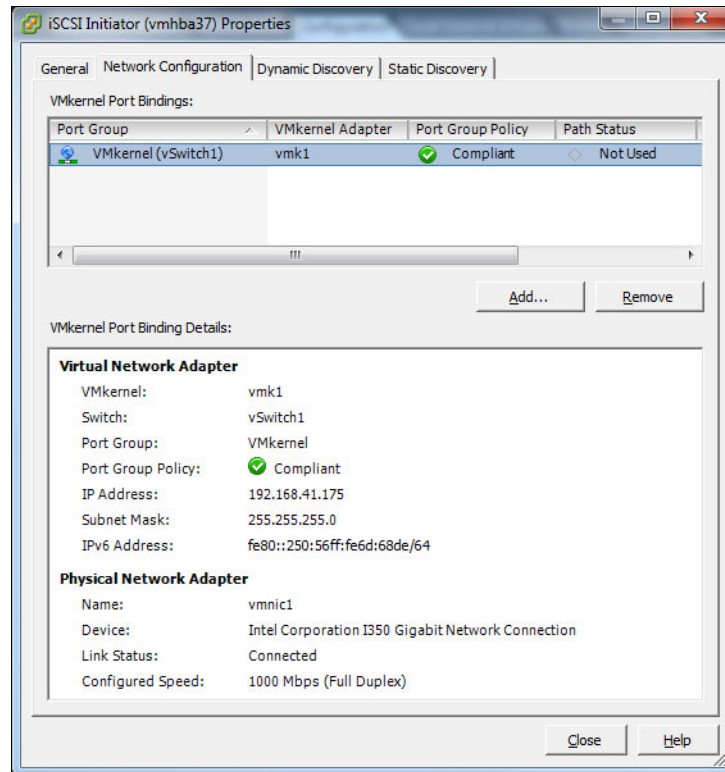 iSCSI Initiator (vmhba37) Properties
General Network Configuration Dynamic Discovery Static Discovery
VMkernel Port Bindings:
Port Group VMkernel Adapter Port Group Policy Path Status
VMkernel (vSwitch1) vmk1 Compliant Not Used
Add... Remove
VMkernel Port Binding Details:
Virtual Network Adapter
VMkernel: vmk1
Switch: vSwitch1
Port Group: VMkernel
Port Group Policy: Compliant
IP Address: 192.168.41.175
Subnet Mask: 255.255.255.0
IPv6 Address: fe80::250:56ff:fe6d:68de/64
Physical Network Adapter
Name: vmnic1
Device: Intel Corporation I350 Gigabit Network Connection
Link Status: Connected
Configured Speed: 1000 Mbps (Full Duplex)
Close Help